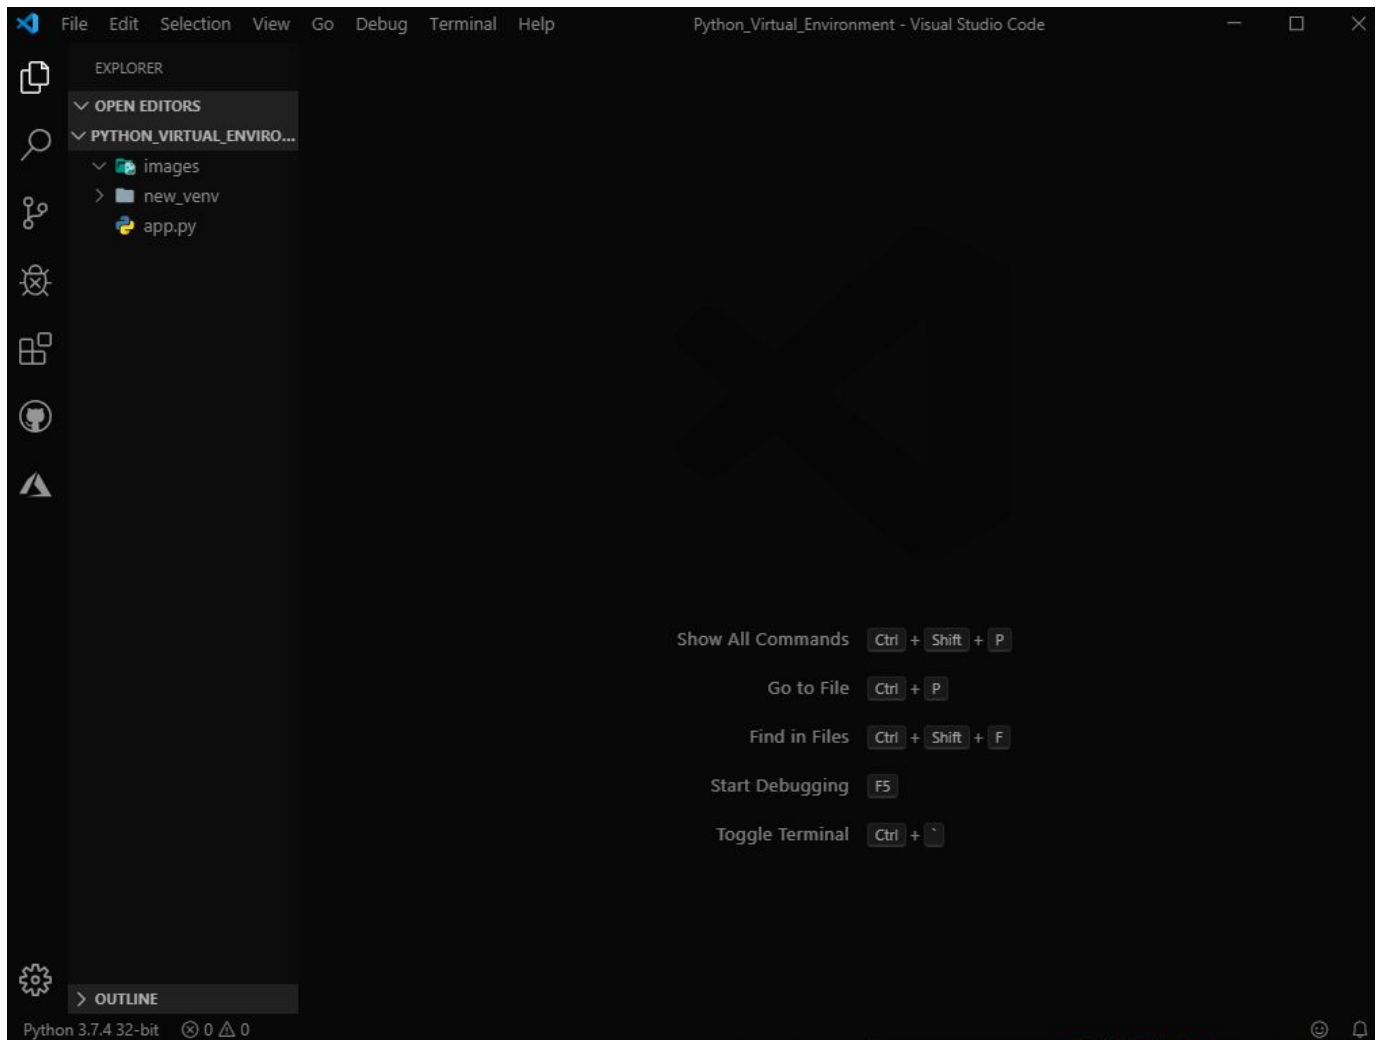 File Edit Selection View Go Debug Terminal Help Python_Virtual_Environment - Visual Studio Code
EXPLORER
OPEN EDITORS
PYTHON_VIRTUAL_ENVIRO...
images
new_venv
app.py
Show All Commands Ctrl + Shift + P
Go to File Ctrl + P
Find in Files Ctrl + Shift + F
Start Debugging F5
Toggle Terminal Ctrl + `
OUTLINE
Python 3.7.4 32-bit 0 0